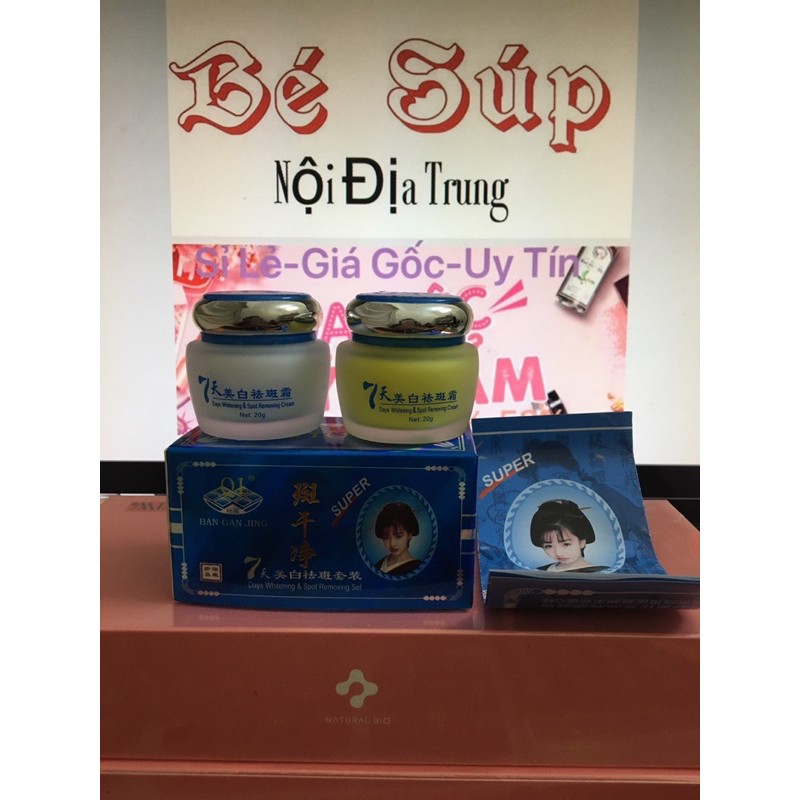 Bé Súp
Nội Địa Trung
Sỉ Lẻ-Giá Gốc-Uy Tín
7天美白祛斑霜
Days Whitening & Spot Removing Cream
Net: 20g
7天美白祛斑霜
Days Whitening & Spot Removing Cream
Net: 20g
QJ
BAN GAN JING
斑干净
SUPER
7天美白祛斑套装
Days Whitening & Spot Removing Set
SUPER
NATURAL BIO